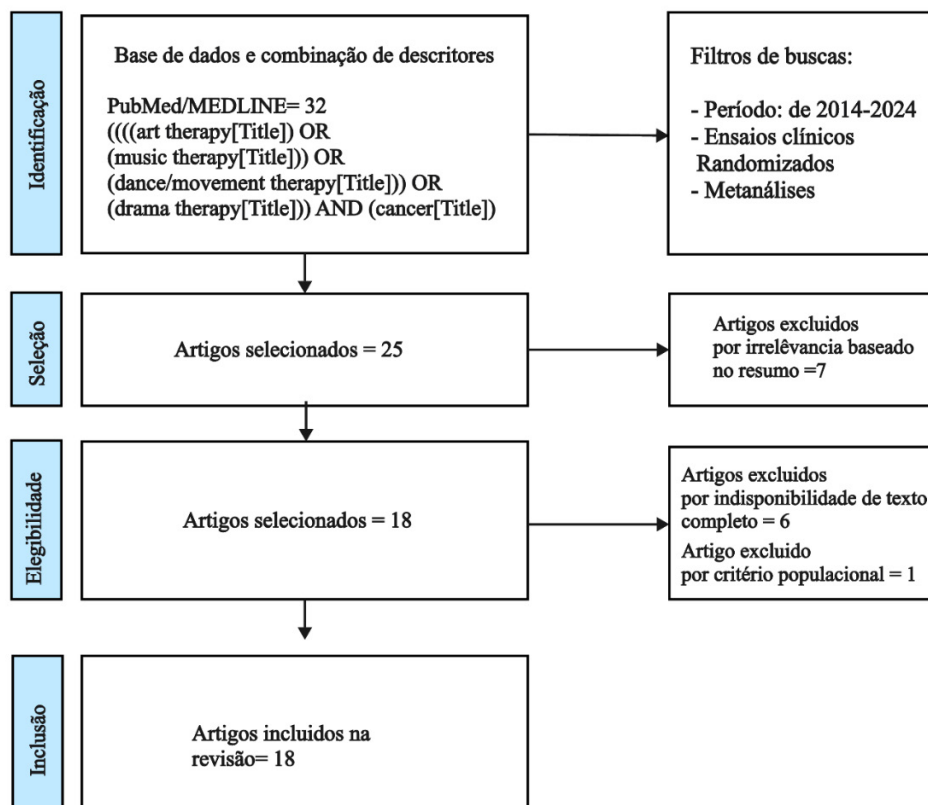 Identificação
Base de dados e combinação de descritores
PubMed/MEDLINE= 32
((((art therapy[Title]) OR
(music therapy[Title])) OR
(dance/movement therapy[Title])) OR
(drama therapy[Title])) AND (cancer[Title])
Filtros de buscas:
- Período: de 2014-2024
- Ensaios clínicos
Randomizados
- Metanálises
Seleção
Artigos selecionados = 25
Artigos excluidos
por irrelêvancia baseado
no resumo =7
Elegibilidade
Artigos selecionados = 18
Artigos excluidos
por indisponibilidade de texto
completo = 6
Artigo excluido
por critério populacional = 1
Inclusão
Artigos incluidos na
revisão= 18